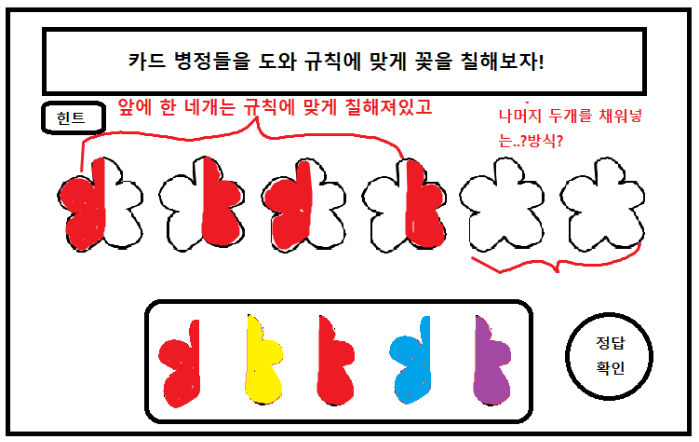 카드 병정들을 도와 규칙에 맞게 꽃을 칠해보자!
힌트
앞에 한 네개는 규칙에 맞게 칠해져있고
나머지 두개를 채워넣
는..?방식?
정답
확인